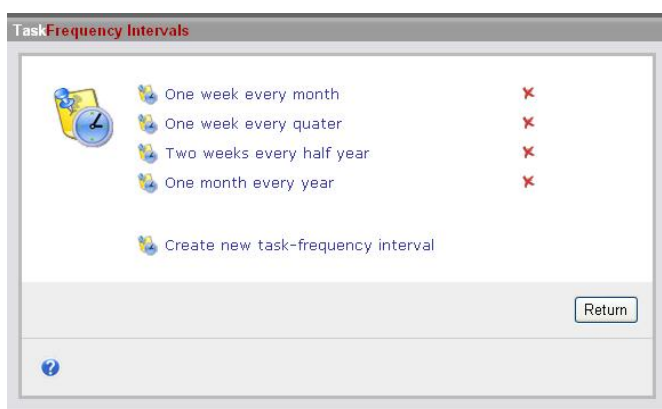 TaskFrequency Intervals
One week every month
One week every quater
Two weeks every half year
One month every year
Create new task-frequency interval
Return
?